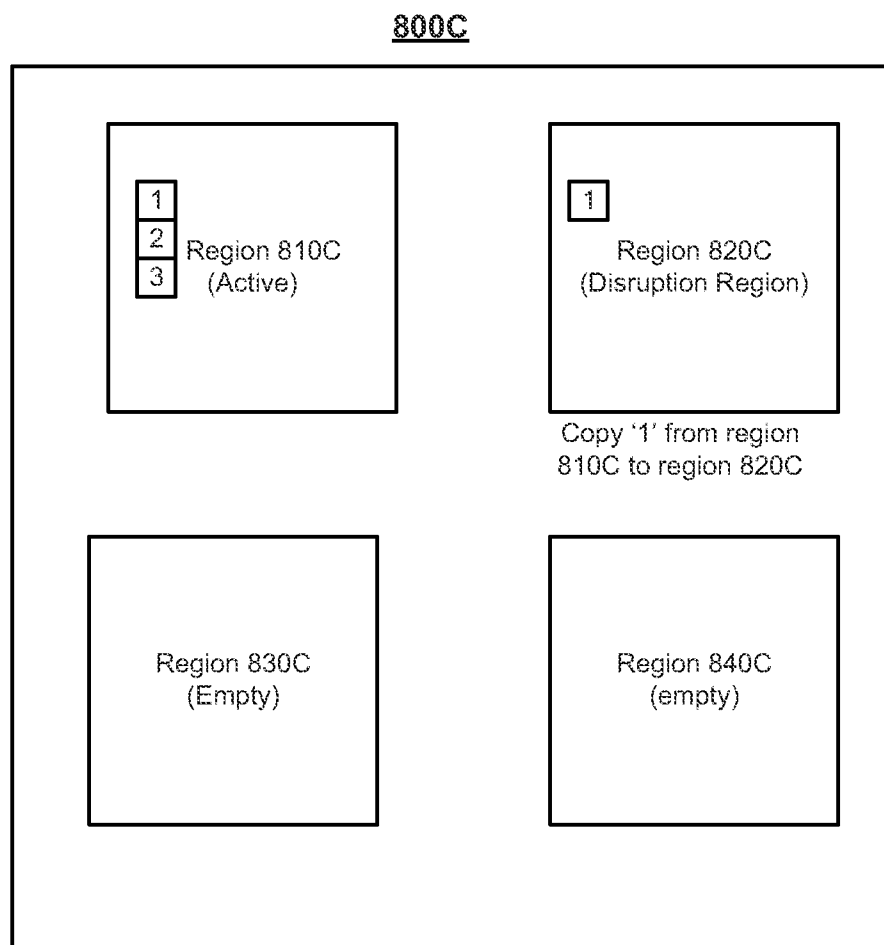 800C
1
2
3
Region 810C
(Active)
1
Region 820C
(Disruption Region)
Copy ‘1’ from region
810C to region 820C
Region 830C
(Empty)
Region 840C
(empty)